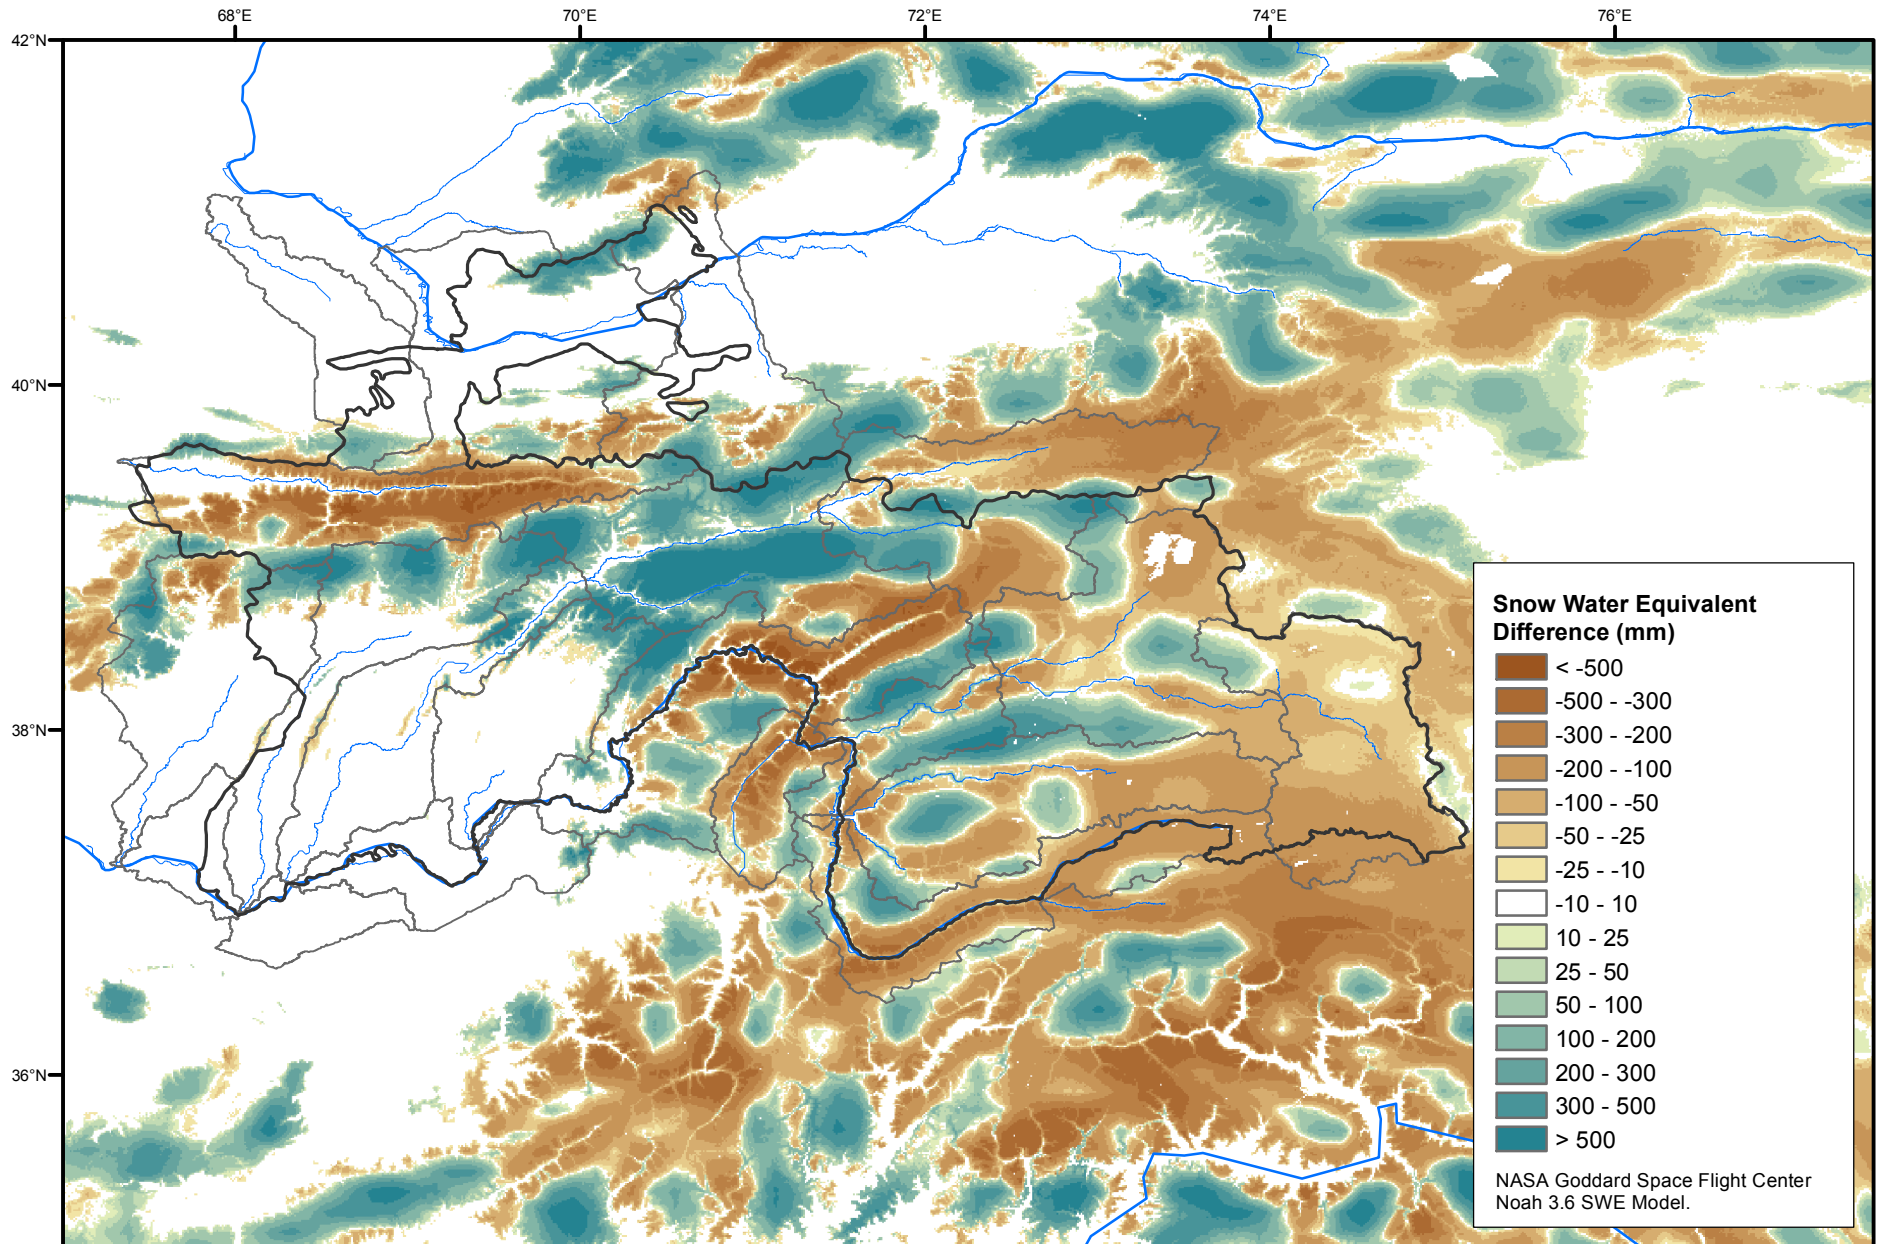 68°E 70°E 72°E 74°E 76°E
42°N
40°N
38°N
36°N
Snow Water Equivalent
Difference (mm)
< -500
-500 - -300
-300 - -200
-200 - -100
-100 - -50
-50 - -25
-25 - -10
-10 - 10
10 - 25
25 - 50
50 - 100
100 - 200
200 - 300
300 - 500
> 500
NASA Goddard Space Flight Center
Noah 3.6 SWE Model.